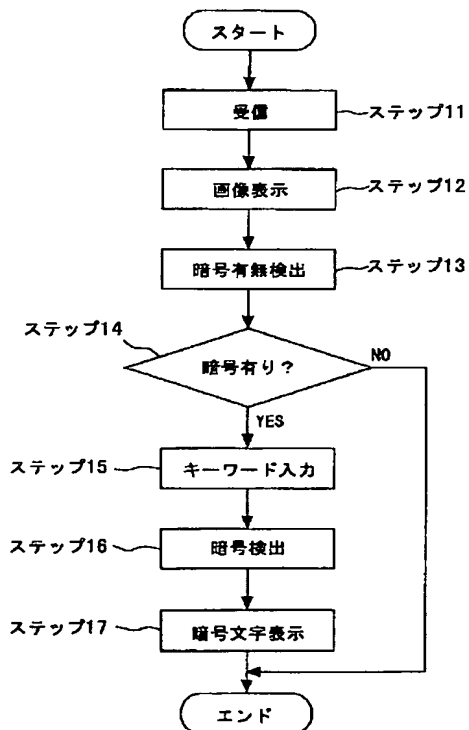 スタート
受信
ステップ11
画像表示
ステップ12
暗号有無検出
ステップ13
ステップ14
暗号有り?
NO
YES
ステップ15
キーワード入力
ステップ16
暗号検出
ステップ17
暗号文字表示
エンド